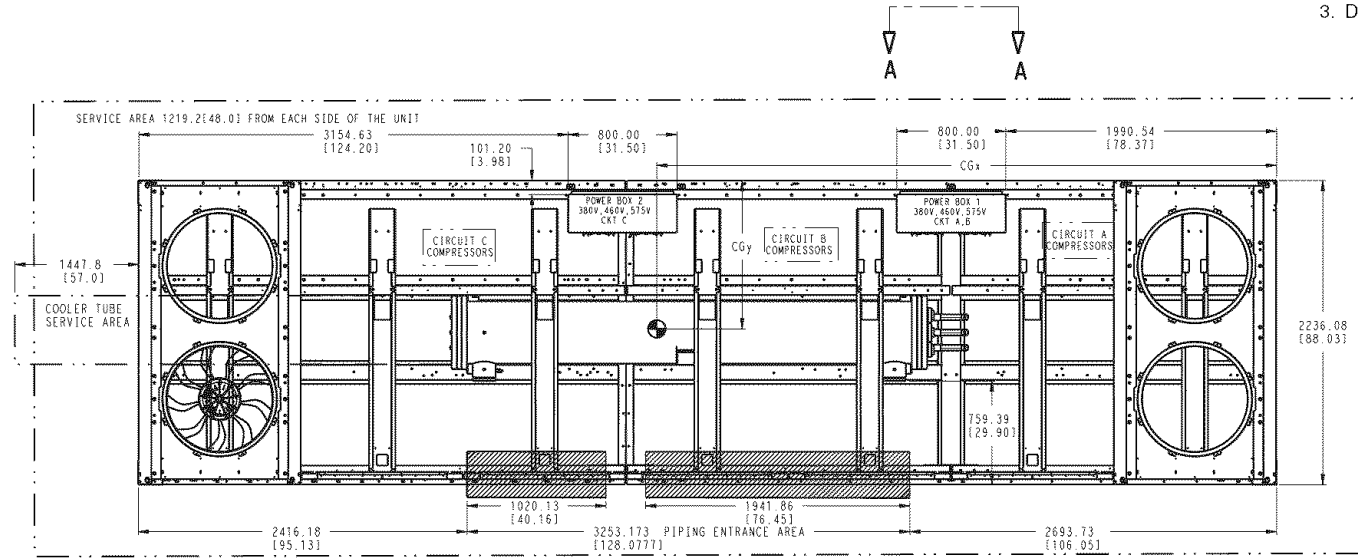 3. D
A A
SERVICE AREA 1219.2[48.0] FROM EACH SIDE OF THE UNIT
3154.63
[124.20]
101.20
[3.98]
800.00
[31.50]
800.00
[31.50]
1990.54
[78.37]
CGx
POWER BOX 2
380V,460V,575V
CKT C
POWER BOX 1
380V,460V,575V
CKT A,B
CIRCUIT C
COMPRESSORS
CGy
CIRCUIT B
COMPRESSORS
CIRCUIT A
COMPRESSORS
1447.8
[57.0]
COOLER TUBE
SERVICE AREA
2236.08
[88.03]
759.39
[29.90]
1020.13
[40.16]
1941.86
[76.45]
2416.18
[95.13]
3253.173 PIPING ENTRANCE AREA
[128.0777]
2693.73
[106.05]